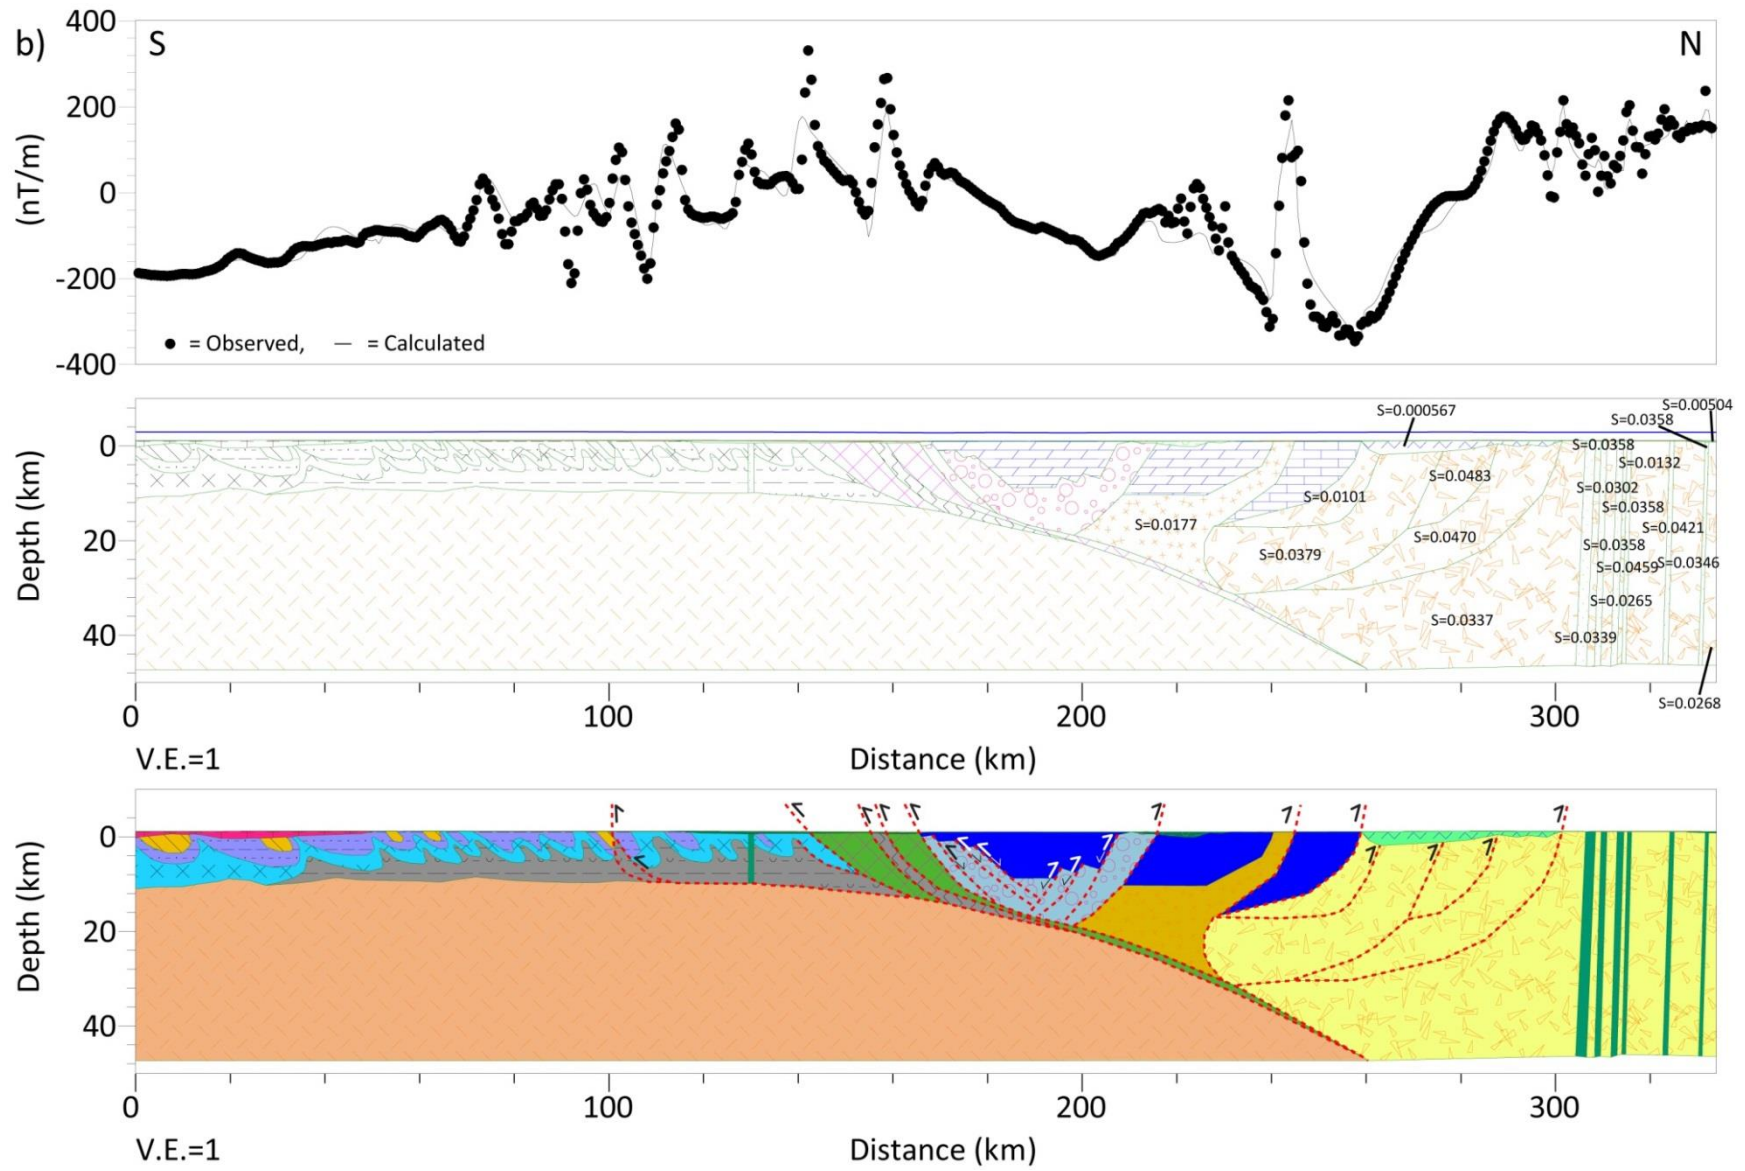 b)
S
N
400
200
0
-200
-400
(nT/m)
● = Observed, — = Calculated
S=0.000567
S=0.00504
S=0.0358
S=0.0358
S=0.0132
S=0.0483
S=0.0302
S=0.0101
S=0.0358
S=0.0177
S=0.0421
S=0.0470
S=0.0358
S=0.0379
S=0.0459
S=0.0346
S=0.0265
S=0.0337
S=0.0339
S=0.0268
0
20
40
Depth (km)
0 100 200 300
V.E.=1
Distance (km)
0
20
40
Depth (km)
0 100 200 300
V.E.=1
Distance (km)